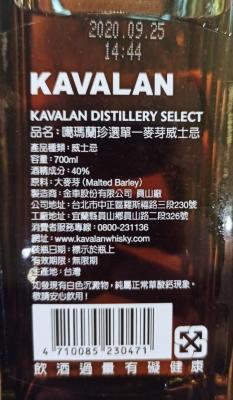 2020.09.25
14:44
KAVALAN
KAVALAN DISTILLERY SELECT
品名：噶瑪蘭珍選單一麥芽威士忌
產品種類：威士忌
容量：700ml
酒精成分：40%
原料：大麥芽 (Malted Barley)
製造商：金車股份有限公司 員山廠
公司地址：台北市中正區羅斯福路三段230號
工廠地址：宜蘭縣員山鄉員山路二段326號
消費者服務專線：0800-231136
網址：www.kavalanwhisky.com
裝瓶日期：標示於瓶上
有效期限：無限期
生產地：台灣
如發現有白色沉澱物，純屬正常草酸鈣現象，
敬請安心飲用！
4 710085 230471
飲酒過量有礙健康